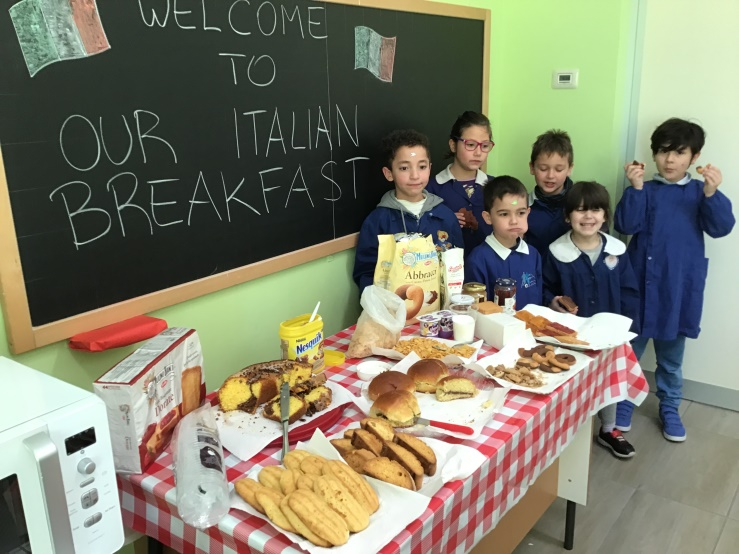 WELCOME
TO
OUR ITALIAN
BREAKFAST
Abbracci
Nesquik